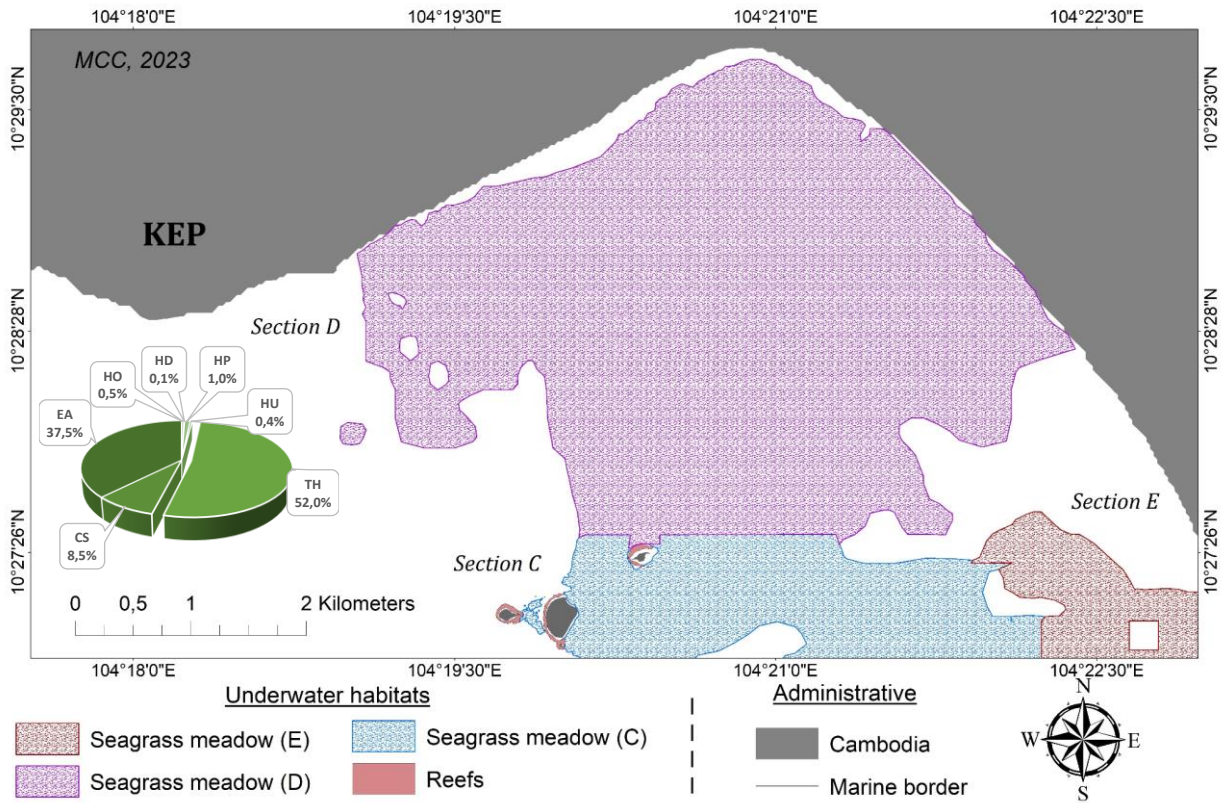 104°18'0"E
104°19'30"E
104°21'0"E
104°22'30"E
MCC, 2023
10°29'30"N
10°29'30"N
KEP
Section D
10°28'28"N
10°28'28"N
HD
0,1%
HP
1,0%
HO
0,5%
HU
0,4%
EA
37,5%
TH
52,0%
CS
8,5%
Section E
Section C
10°27'26"N
10°27'26"N
0 0,5 1 2 Kilometers
104°18'0"E
104°19'30"E
104°21'0"E
104°22'30"E
Underwater habitats
Seagrass meadow (E)
Seagrass meadow (C)
Seagrass meadow (D)
Reefs
Administrative
Cambodia
Marine border
N
W
E
S